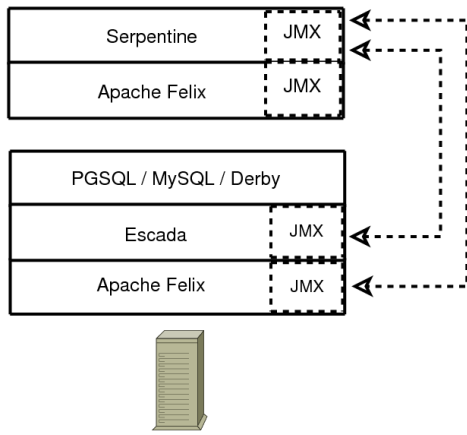 Serpentine
JMX
Apache Felix
JMX
PGSQL / MySQL / Derby
Escada
JMX
Apache Felix
JMX